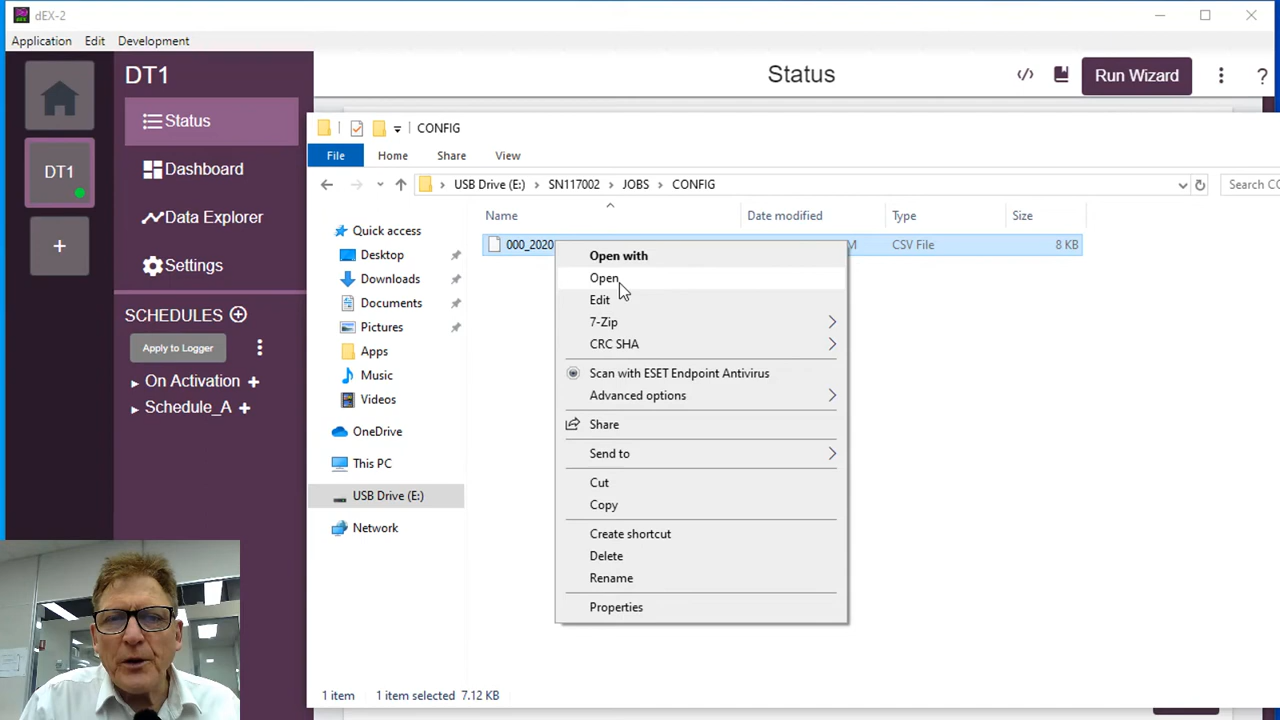 dEX-2
Application Edit Development
DT1
Status
Run Wizard
?
DT1
+
Status
Dashboard
Data Explorer
Settings
SCHEDULES
Apply to Logger
On Activation +
Schedule_A +
CONFIG
File Home Share View
USB Drive (E:) > SN117002 > JOBS > CONFIG
Search CO
Quick access
Desktop
Downloads
Documents
Pictures
Apps
Music
Videos
OneDrive
This PC
USB Drive (E:)
Network
Name Date modified Type Size
000_2020 M CSV File 8 KB
Open with
Open
Edit
7-Zip
CRC SHA
Scan with ESET Endpoint Antivirus
Advanced options
Share
Send to
Cut
Copy
Create shortcut
Delete
Rename
Properties
1 item 1 item selected 7.12 KB